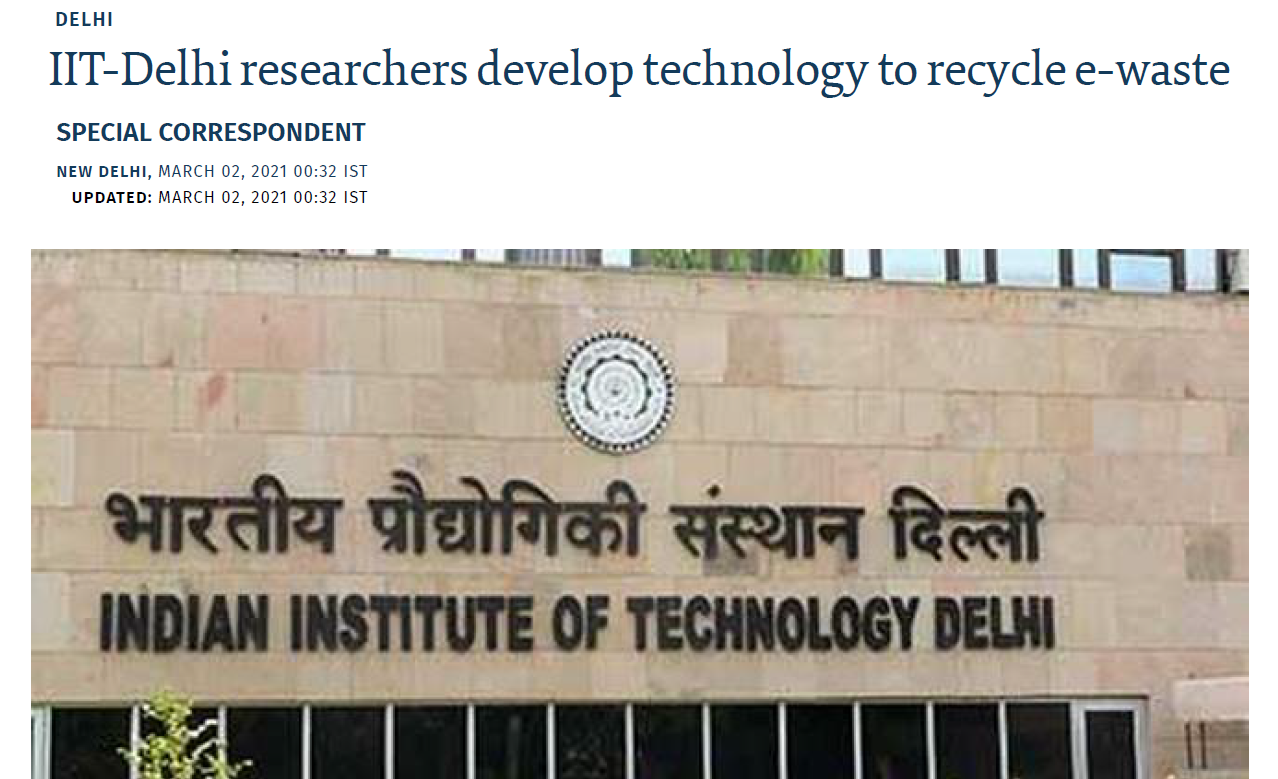 DELHI
IIT-Delhi researchers develop technology to recycle e-waste
SPECIAL CORRESPONDENT
NEW DELHI, MARCH 02, 2021 00:32 IST
UPDATED: MARCH 02, 2021 00:32 IST
भारतीय प्रौद्योगिकी संस्थान दिल्ली
INDIAN INSTITUTE OF TECHNOLOGY DELHI